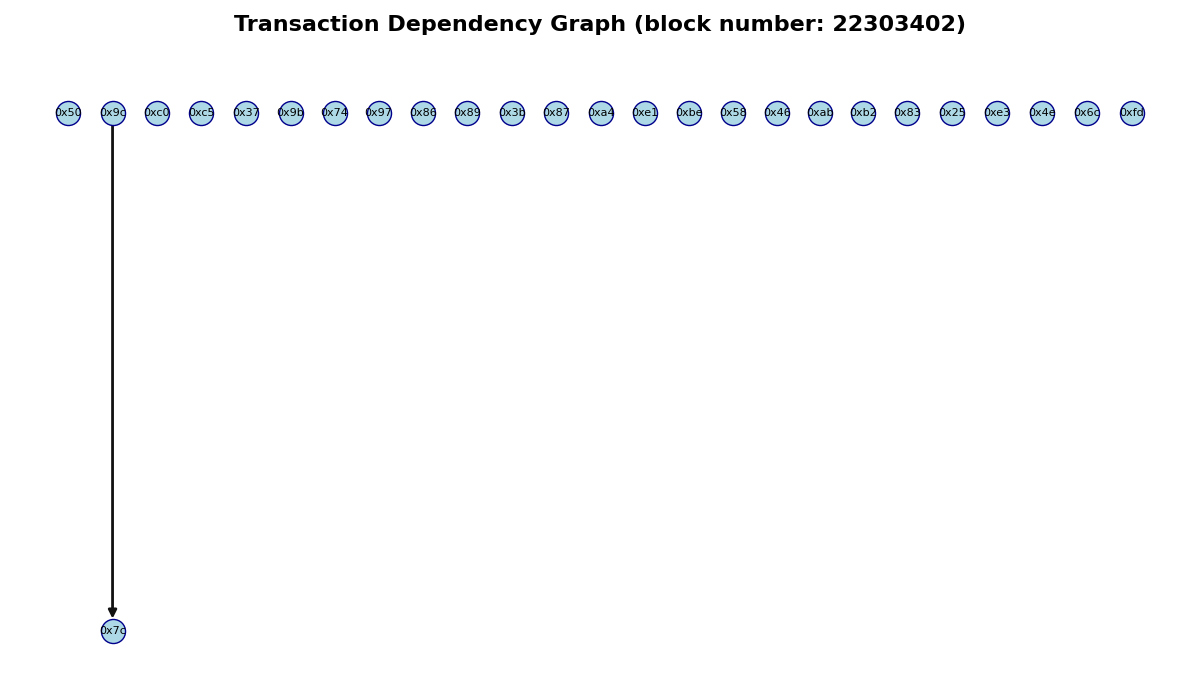 Transaction Dependency Graph (block number: 22303402)
0x50 0x9c 0xc0 0xc5 0x37 0x9b 0x74 0x97 0x86 0x89 0x3b 0x87 0xa4 0xe1 0xbe 0x58 0x46 0xab 0xb2 0x83 0x25 0xe3 0x4e 0x6c 0xfd
0x7c